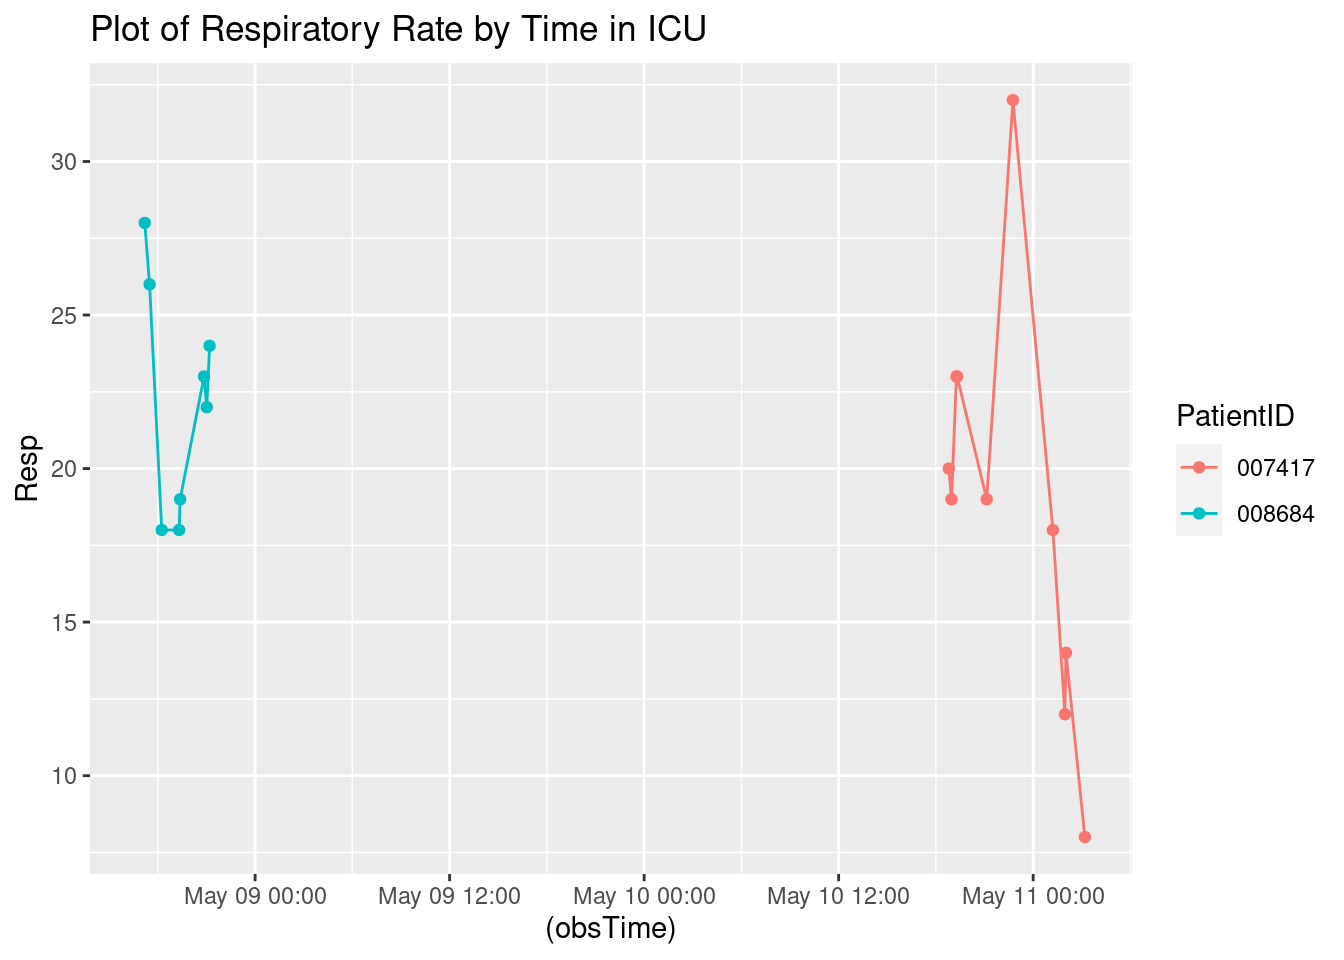 Plot of Respiratory Rate by Time in ICU
30
25
20
15
10
Resp
May 09 00:00
May 09 12:00
May 10 00:00
May 10 12:00
May 11 00:00
(obsTime)
PatientID
007417
008684